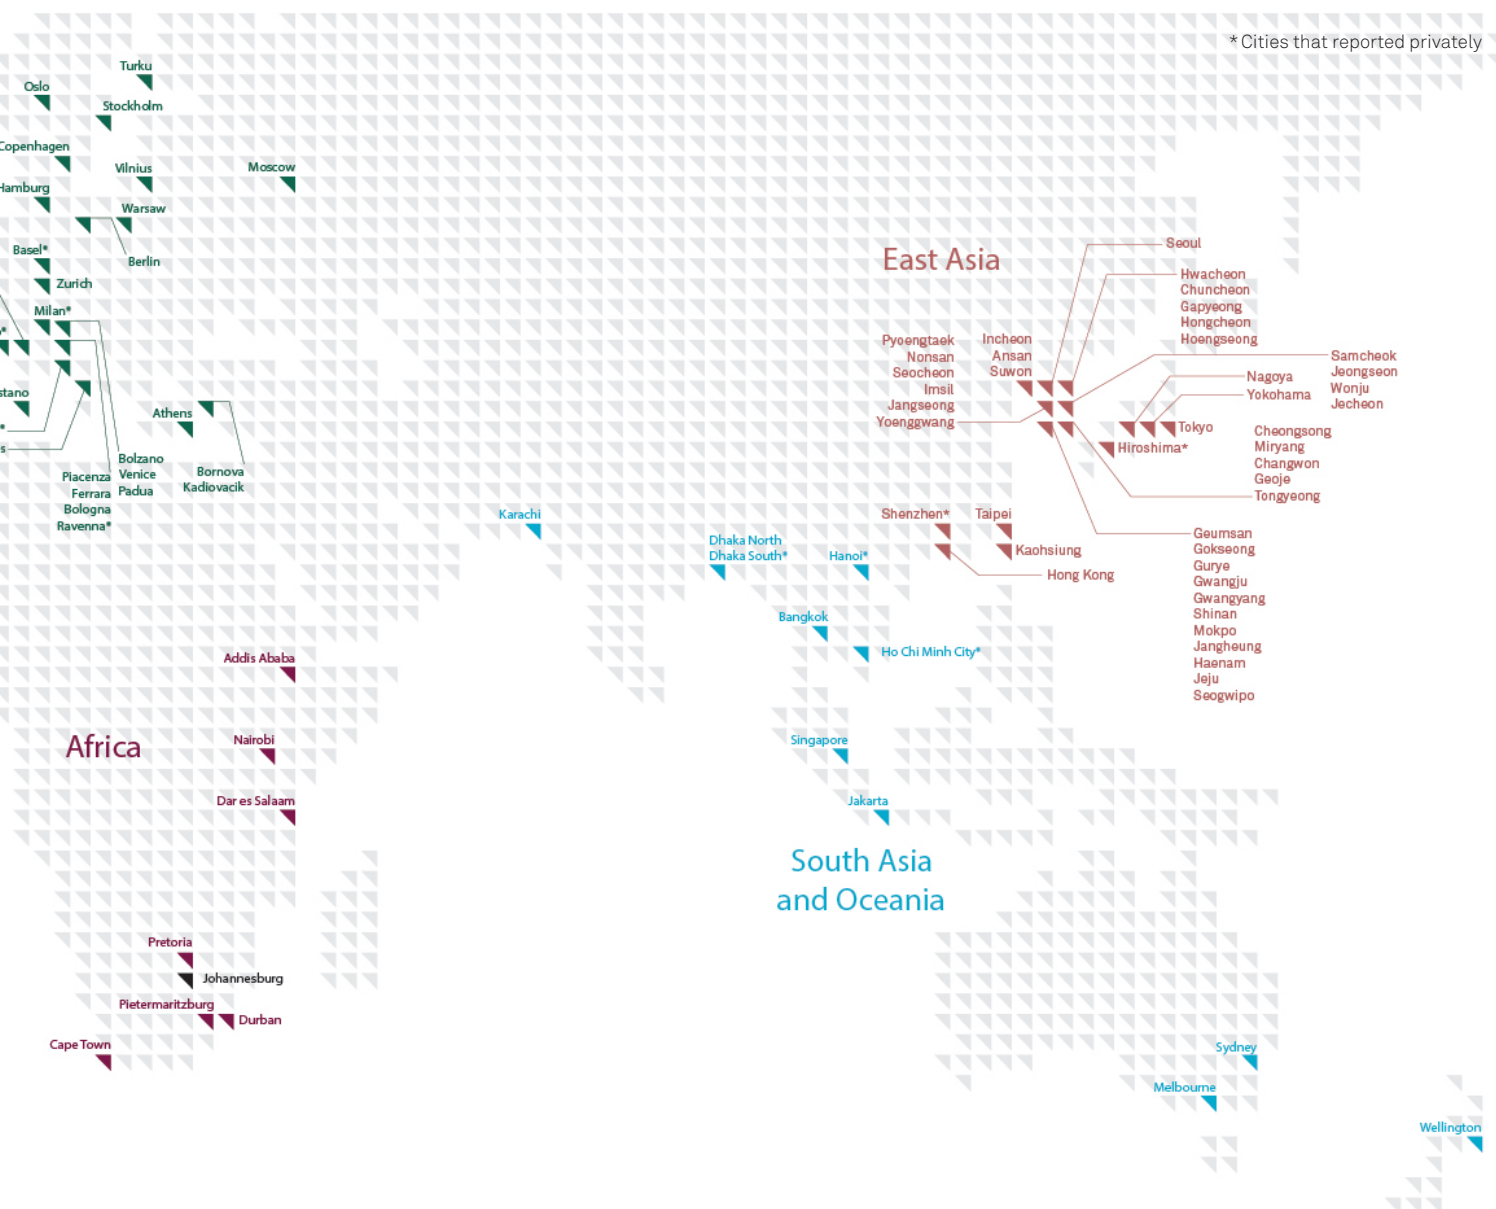 * Cities that reported privately
Turku
Oslo
Stockholm
Copenhagen
Vilnius
Moscow
Hamburg
Warsaw
Berlin
Basel*
Zurich
Milan*
*
stano
*
s
Athens
Bolzano
Venice
Padua
Piacenza
Ferrara
Bologna
Ravenna*
Bornova
Kadiovacik
East Asia
Seoul
Hwacheon
Chuncheon
Gapyeong
Hongcheon
Hoengseong
Pyoengtaek
Nonsan
Seocheon
Imsil
Jangseong
Yoenggwang
Incheon
Ansan
Suwon
Samcheok
Jeongseon
Wonju
Jecheon
Nagoya
Yokohama
Tokyo
Hiroshima*
Cheongsong
Miryang
Changwon
Geoje
Tongyeong
Shenzhen*
Taipei
Kaohsiung
Hong Kong
Geumsan
Gokseong
Gurye
Gwangju
Gwangyang
Shinan
Mokpo
Jangheung
Haenam
Jeju
Seogwipo
Karachi
Dhaka North
Dhaka South*
Hanoi*
Bangkok
Ho Chi Minh City*
Singapore
Jakarta
South Asia
and Oceania
Sydney
Melbourne
Wellington
Addis Ababa
Africa
Nairobi
Dar es Salaam
Pretoria
Johannesburg
Pietermaritzburg
Durban
Cape Town